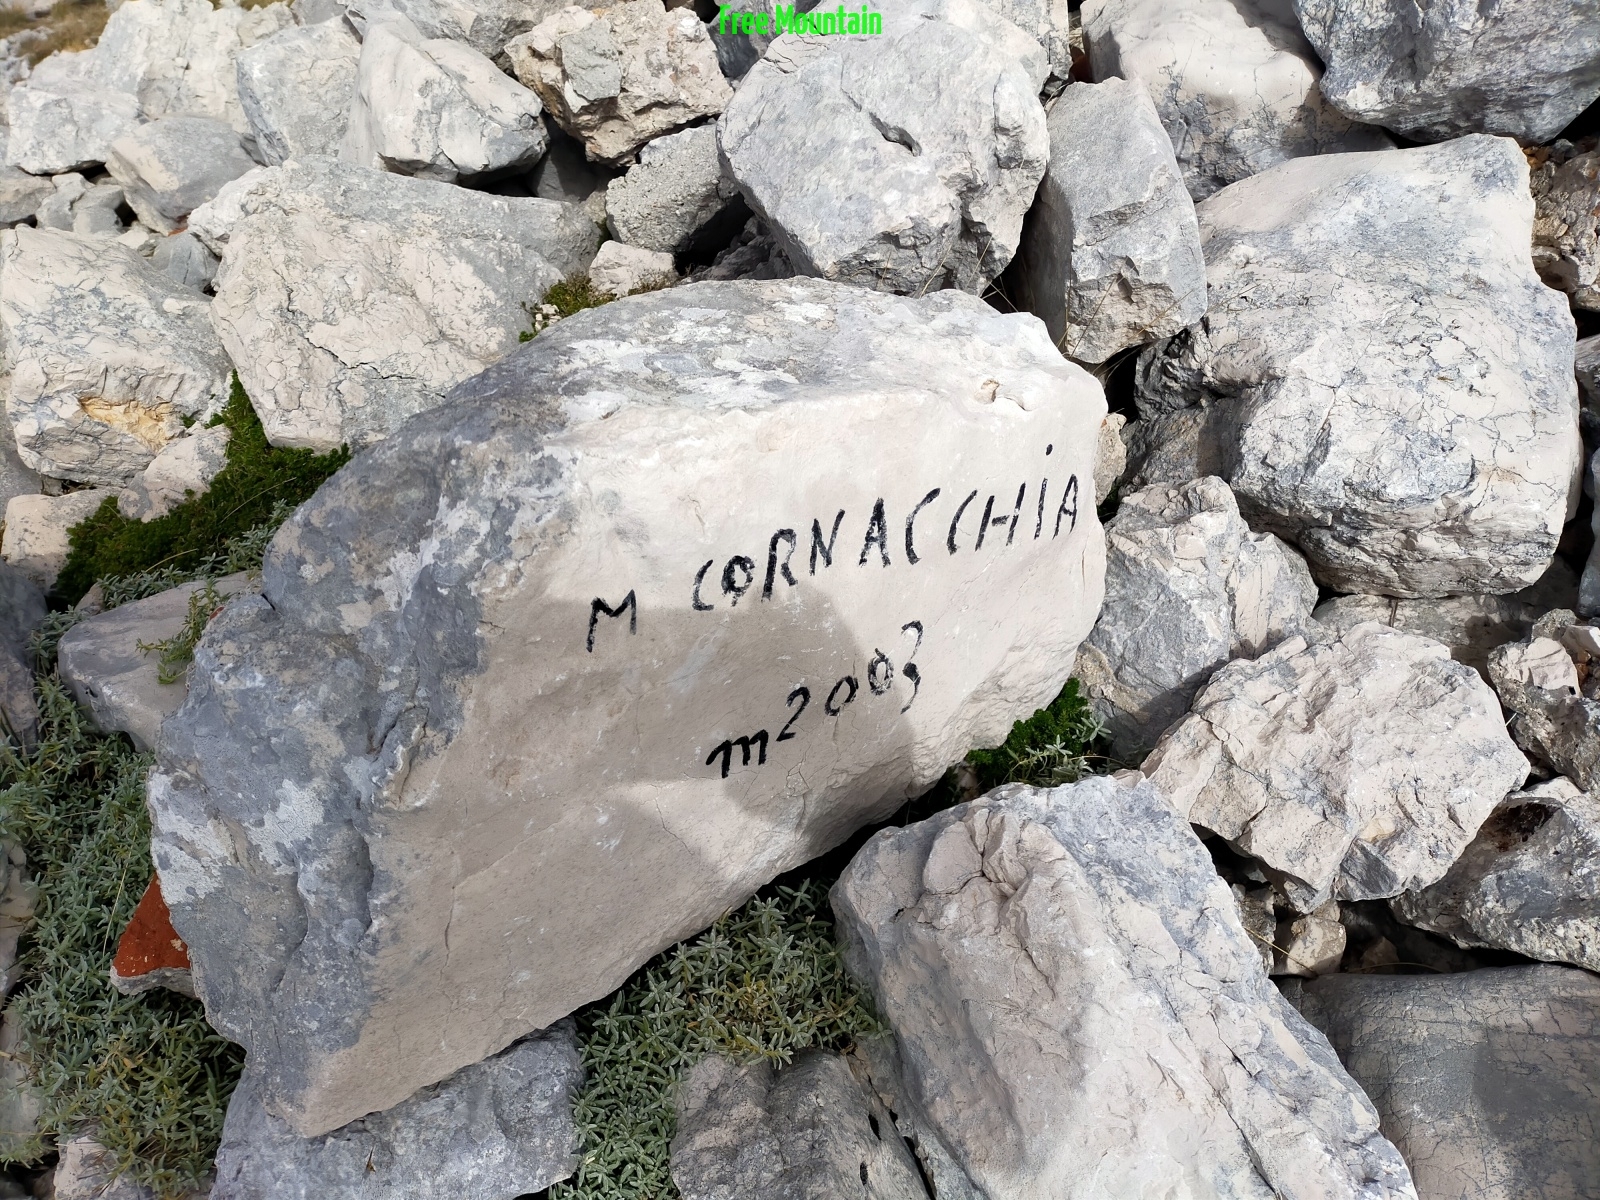 Free Mountain
M CORNACCHiA
m 2003